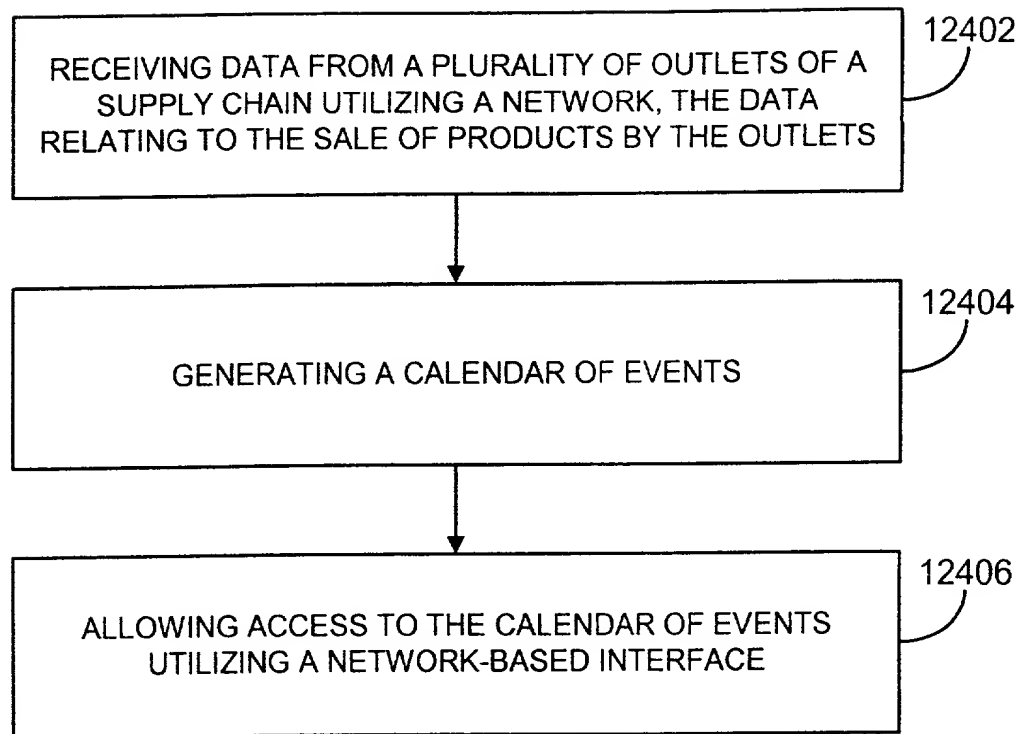 12402
RECEIVING DATA FROM A PLURALITY OF OUTLETS OF A
SUPPLY CHAIN UTILIZING A NETWORK, THE DATA
RELATING TO THE SALE OF PRODUCTS BY THE OUTLETS
12404
GENERATING A CALENDAR OF EVENTS
12406
ALLOWING ACCESS TO THE CALENDAR OF EVENTS
UTILIZING A NETWORK-BASED INTERFACE